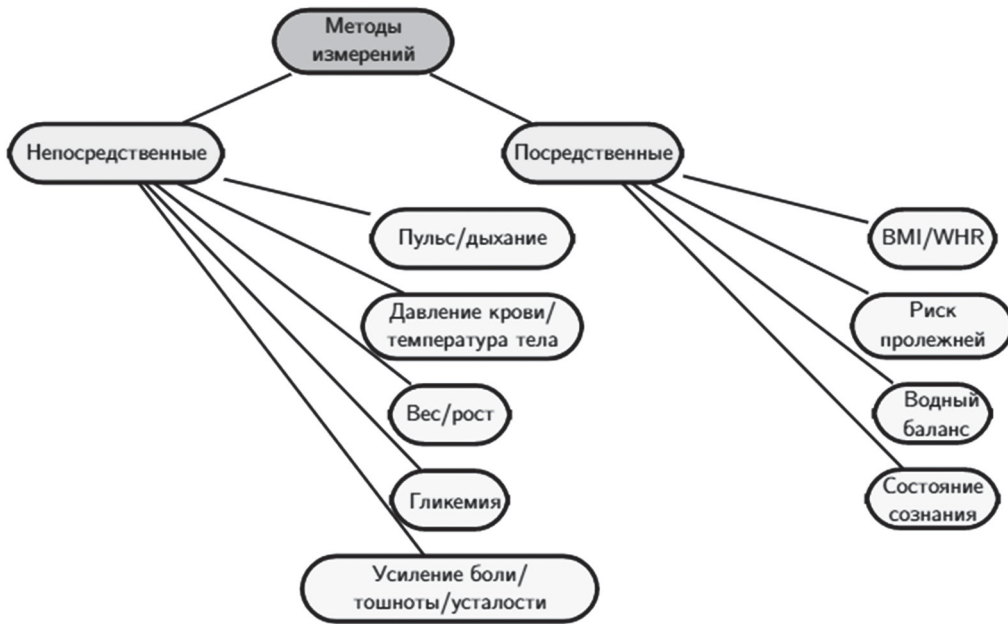 Методы
измерений
Непосредственные
Посредственные
Пульс/дыхание
Давление крови/
температура тела
Вес/рост
Гликемия
Усиление боли/
тошноты/усталости
BMI/WHR
Риск
пролежней
Водный
баланс
Состояние
сознания